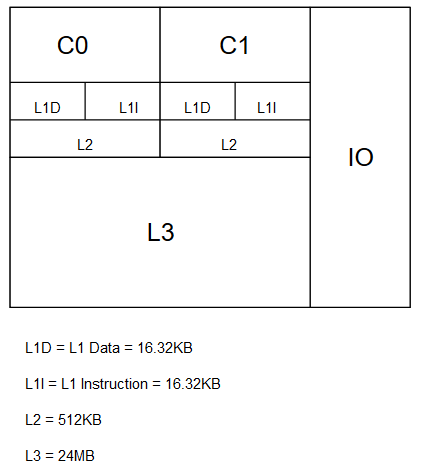 C0 C1
L1D L1I L1D L1I
L2 L2
IO
L3
L1D = L1 Data = 16.32KB
L1I = L1 Instruction = 16.32KB
L2 = 512KB
L3 = 24MB